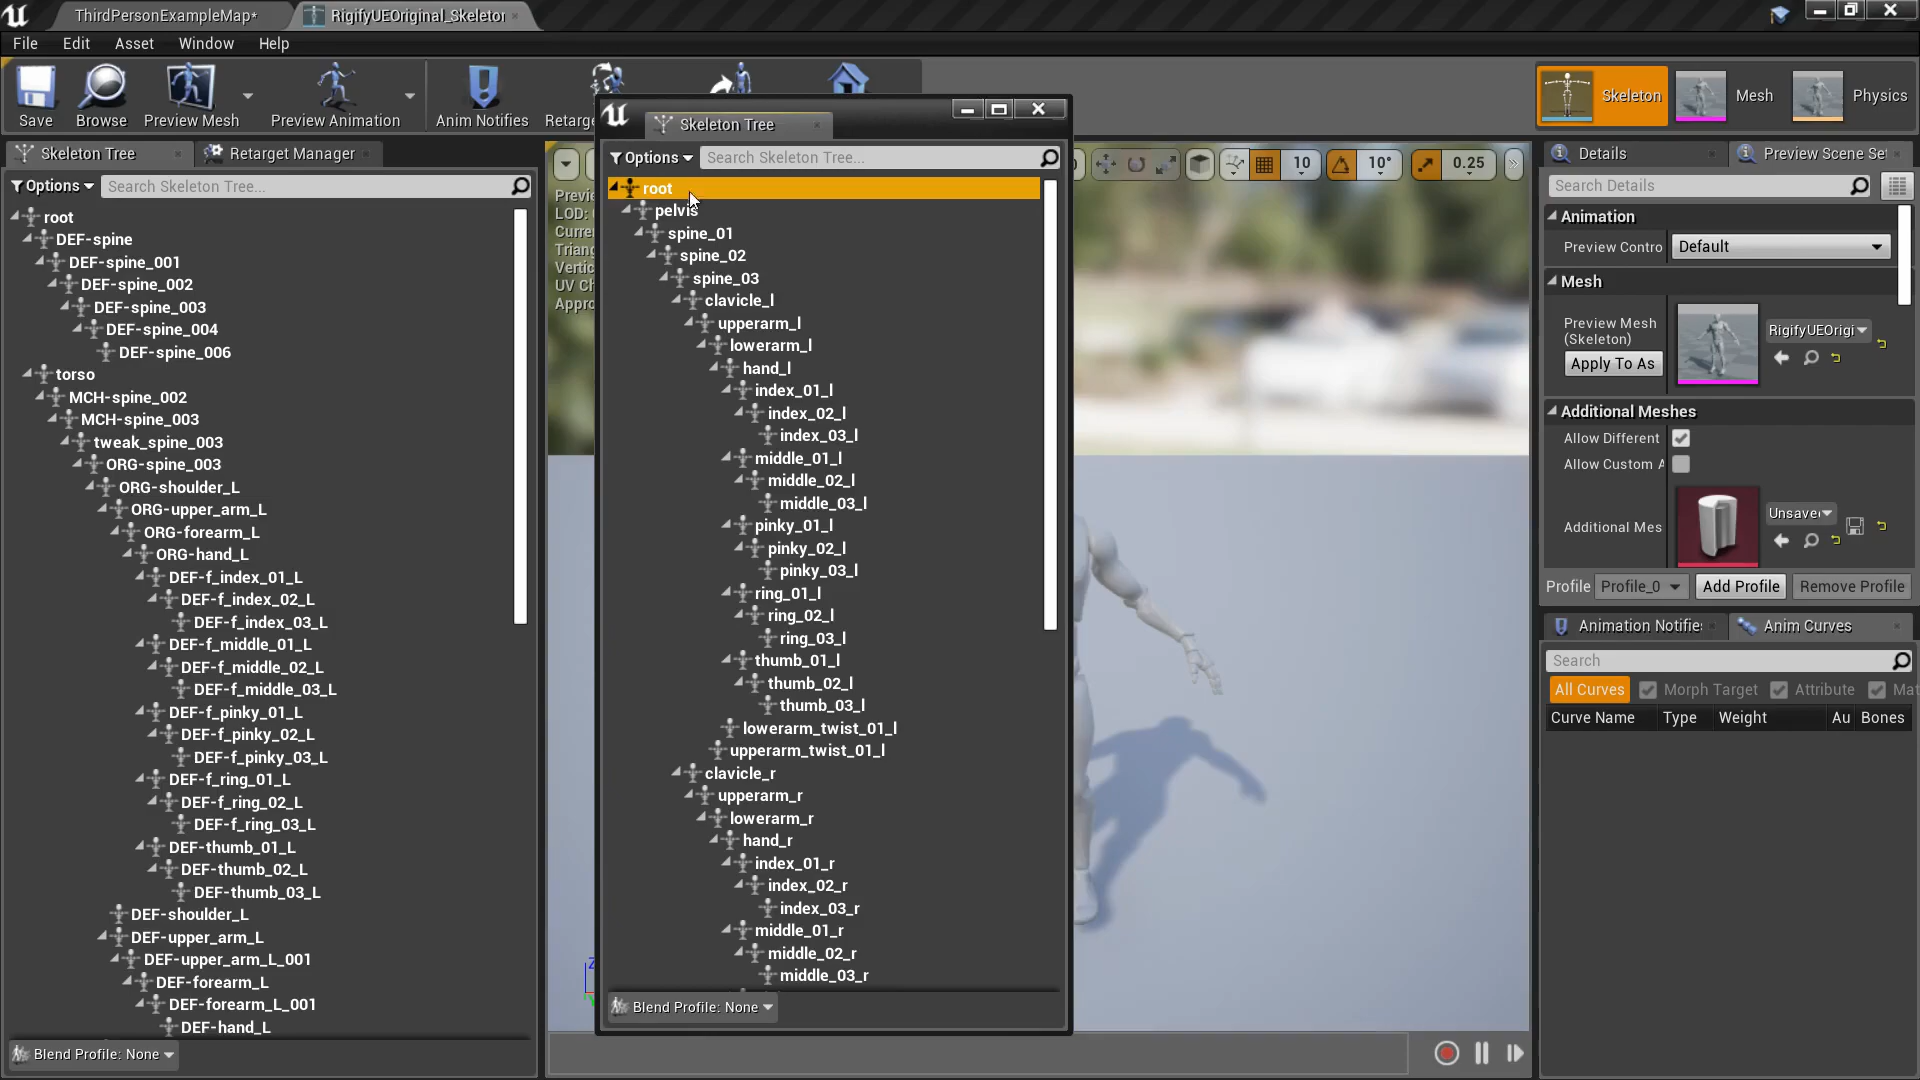 ThirdPersonExampleMap*
RigifyUEOriginal_Skeletor
File Edit Asset Window Help
Save
Browse
Preview Mesh
Preview Animation
Anim Notifies
Skeleton
Mesh
Physics
Skeleton Tree
Retarget Manager
Options
Search Skeleton Tree...
root
DEF-spine
DEF-spine_001
DEF-spine_002
DEF-spine_003
DEF-spine_004
DEF-spine_006
torso
MCH-spine_002
MCH-spine_003
tweak_spine_003
ORG-spine_003
ORG-shoulder_L
ORG-upper_arm_L
ORG-forearm_L
ORG-hand_L
DEF-f_index_01_L
DEF-f_index_02_L
DEF-f_index_03_L
DEF-f_middle_01_L
DEF-f_middle_02_L
DEF-f_middle_03_L
DEF-f_pinky_01_L
DEF-f_pinky_02_L
DEF-f_pinky_03_L
DEF-f_ring_01_L
DEF-f_ring_02_L
DEF-f_ring_03_L
DEF-thumb_01_L
DEF-thumb_02_L
DEF-thumb_03_L
DEF-shoulder_L
DEF-upper_arm_L
DEF-upper_arm_L_001
DEF-forearm_L
DEF-forearm_L_001
DEF-hand_L
Blend Profile: None
Skeleton Tree
Options
Search Skeleton Tree...
root
pelvis
spine_01
spine_02
spine_03
clavicle_l
upperarm_l
lowerarm_l
hand_l
index_01_l
index_02_l
index_03_l
middle_01_l
middle_02_l
middle_03_l
pinky_01_l
pinky_02_l
pinky_03_l
ring_01_l
ring_02_l
ring_03_l
thumb_01_l
thumb_02_l
thumb_03_l
lowerarm_twist_01_l
upperarm_twist_01_l
clavicle_r
upperarm_r
lowerarm_r
hand_r
index_01_r
index_02_r
index_03_r
middle_01_r
middle_02_r
middle_03_r
Blend Profile: None
10 10° 0.25
Details
Preview Scene Set
Search Details
Animation
Preview Contro Default
Mesh
Preview Mesh
(Skeleton)
Apply To As
RigifyUEOrigi
Additional Meshes
Allow Different
Allow Custom A
Additional Mes
Profile Profile_0 Add Profile Remove Profile
Animation Notifie
Anim Curves
Search
All Curves Morph Target Attribute Mat
Curve Name Type Weight Au Bones